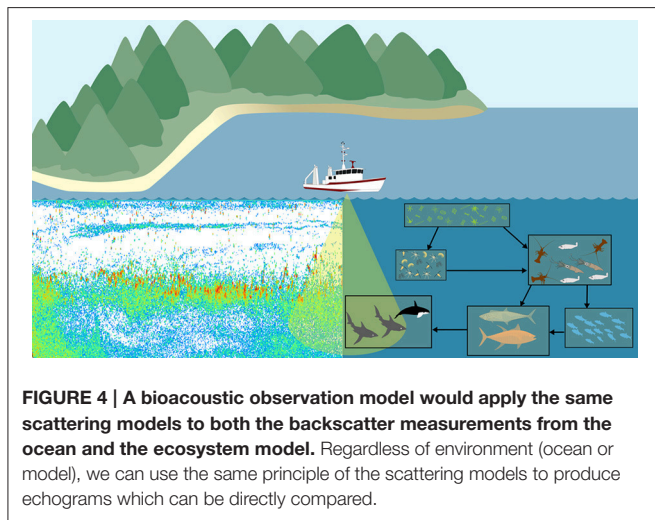 FIGURE 4 | A bioacoustic observation model would apply the same
scattering models to both the backscatter measurements from the
ocean and the ecosystem model. Regardless of environment (ocean or
model), we can use the same principle of the scattering models to produce
echograms which can be directly compared.